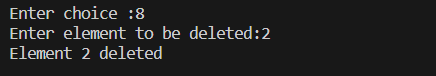 Enter choice :8
Enter element to be deleted:2
Element 2 deleted